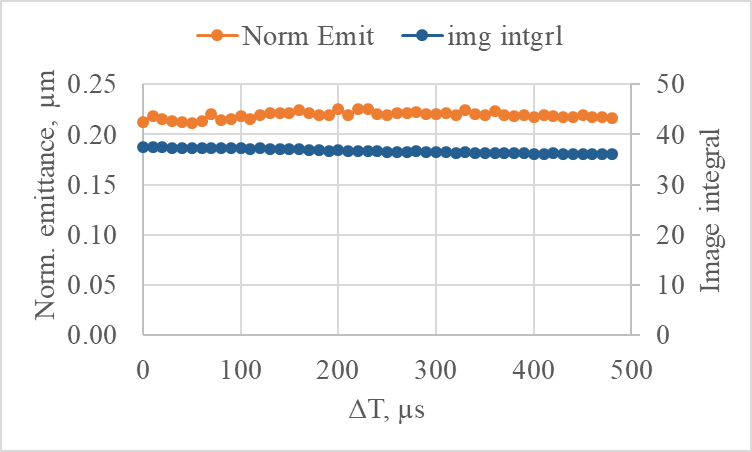 Norm Emit img intgrl
Norm. emittance, µm
0.25
0.20
0.15
0.10
0.05
0.00
50
40
30
20
10
0
Image integral
0 100 200 300 400 500
ΔT, µs